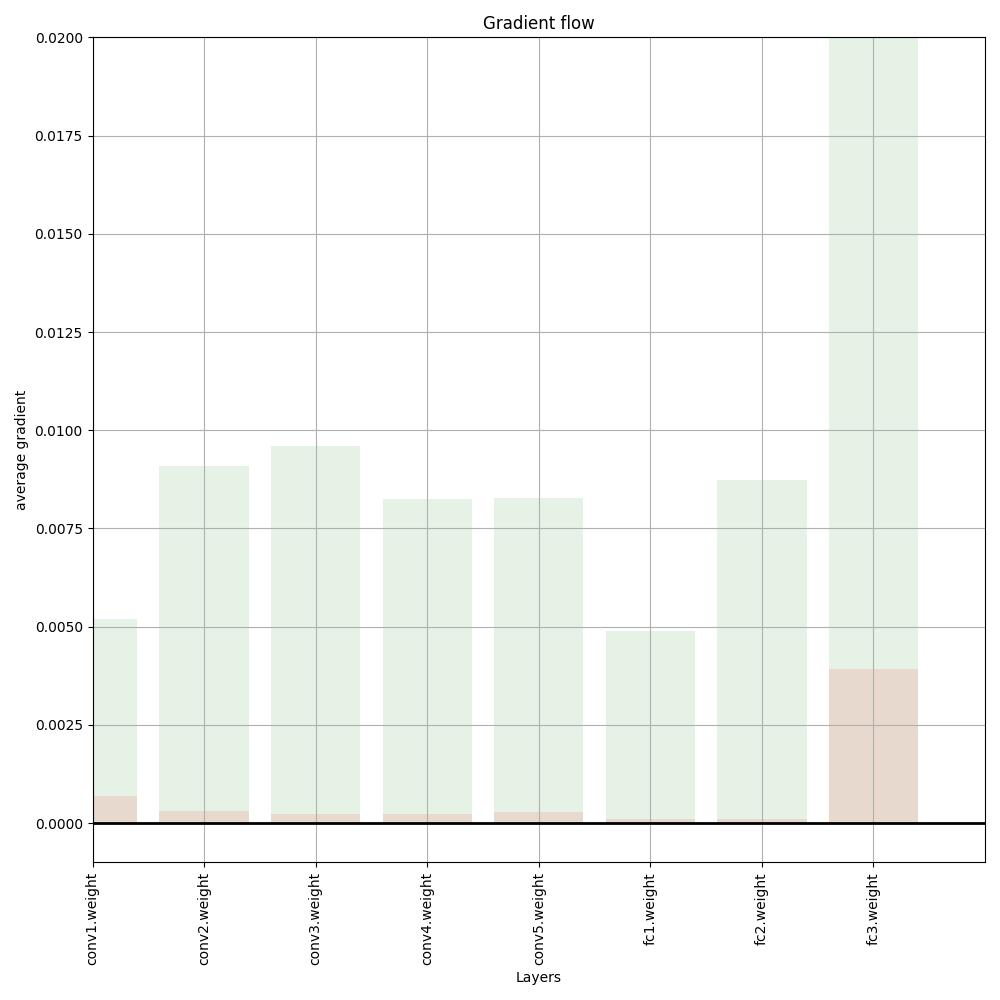 Gradient flow
0.0200
0.0175
0.0150
0.0125
0.0100
0.0075
0.0050
0.0025
0.0000
average gradient
conv1.weight
conv2.weight
conv3.weight
conv4.weight
conv5.weight
fc1.weight
fc2.weight
fc3.weight
Layers